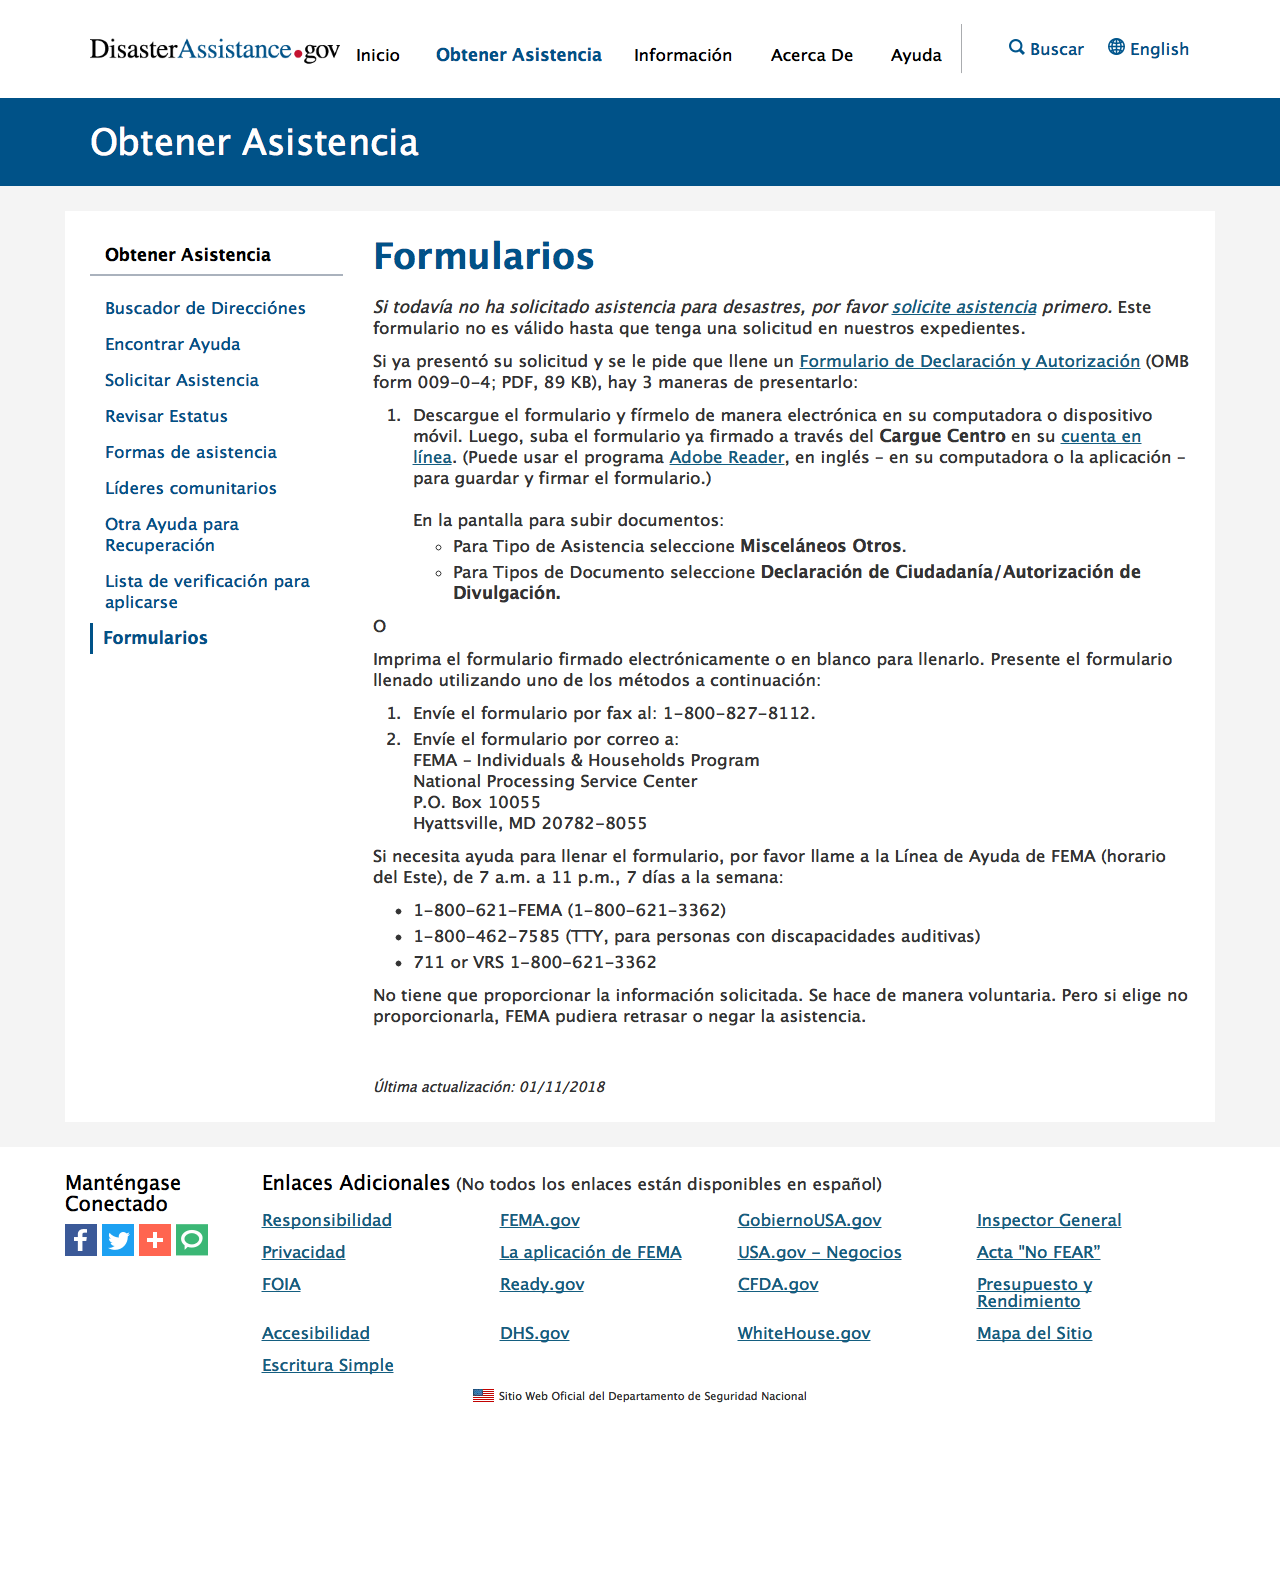 DisasterAssistance.gov
Inicio
Obtener Asistencia
Información
Acerca De
Ayuda
Buscar
English
Obtener Asistencia
Obtener Asistencia
Buscador de Direcciónes
Encontrar Ayuda
Solicitar Asistencia
Revisar Estatus
Formas de asistencia
Líderes comunitarios
Otra Ayuda para
Recuperación
Lista de verificación para
aplicarse
Formularios
Formularios
Si todavía no ha solicitado asistencia para desastres, por favor solicite asistencia primero. Este
formulario no es válido hasta que tenga una solicitud en nuestros expedientes.
Si ya presentó su solicitud y se le pide que llene un Formulario de Declaración y Autorización (OMB
form 009-0-4; PDF, 89 KB), hay 3 maneras de presentarlo:
1. Descargue el formulario y fírmelo de manera electrónica en su computadora o dispositivo
móvil. Luego, suba el formulario ya firmado a través del Cargue Centro en su cuenta en
línea. (Puede usar el programa Adobe Reader, en inglés – en su computadora o la aplicación –
para guardar y firmar el formulario.)
En la pantalla para subir documentos:
◦ Para Tipo de Asistencia seleccione Misceláneos Otros.
◦ Para Tipos de Documento seleccione Declaración de Ciudadanía/Autorización de
Divulgación.
O
Imprima el formulario firmado electrónicamente o en blanco para llenarlo. Presente el formulario
llenado utilizando uno de los métodos a continuación:
1. Envíe el formulario por fax al: 1-800-827-8112.
2. Envíe el formulario por correo a:
FEMA – Individuals & Households Program
National Processing Service Center
P.O. Box 10055
Hyattsville, MD 20782-8055
Si necesita ayuda para llenar el formulario, por favor llame a la Línea de Ayuda de FEMA (horario
del Este), de 7 a.m. a 11 p.m., 7 días a la semana:
• 1-800-621-FEMA (1-800-621-3362)
• 1-800-462-7585 (TTY, para personas con discapacidades auditivas)
• 711 or VRS 1-800-621-3362
No tiene que proporcionar la información solicitada. Se hace de manera voluntaria. Pero si elige no
proporcionarla, FEMA pudiera retrasar o negar la asistencia.
Última actualización: 01/11/2018
Manténgase
Conectado
Enlaces Adicionales (No todos los enlaces están disponibles en español)
Responsibilidad
FEMA.gov
GobiernoUSA.gov
Inspector General
Privacidad
La aplicación de FEMA
USA.gov – Negocios
Acta "No FEAR”
FOIA
Ready.gov
CFDA.gov
Presupuesto y
Rendimiento
Accesibilidad
DHS.gov
WhiteHouse.gov
Mapa del Sitio
Escritura Simple
Sitio Web Oficial del Departamento de Seguridad Nacional